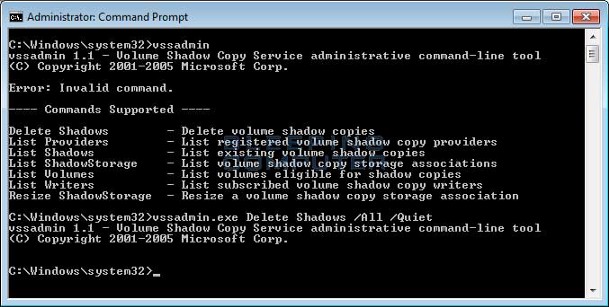 Administrator: Command Prompt
C:\Windows\system32>vssadmin
vssadmin 1.1 - Volume Shadow Copy Service administrative command-line tool
(C) Copyright 2001-2005 Microsoft Corp.
Error: Invalid command.
---- Commands Supported ----
Delete Shadows - Delete volume shadow copies
List Providers - List registered volume shadow copy providers
List Shadows - List existing volume shadow copies
List ShadowStorage - List volume shadow copy storage associations
List Volumes - List volumes eligible for shadow copies
List Writers - List subscribed volume shadow copy writers
Resize ShadowStorage - Resize a volume shadow copy storage association
C:\Windows\system32>vssadmin.exe Delete Shadows /All /Quiet
vssadmin 1.1 - Volume Shadow Copy Service administrative command-line tool
(C) Copyright 2001-2005 Microsoft Corp.
C:\Windows\system32>_